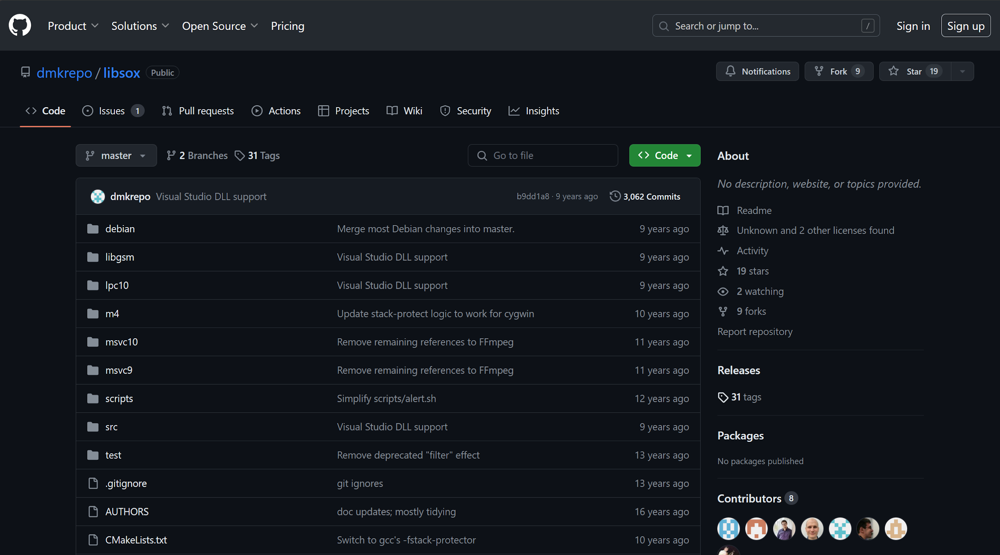 Product Solutions Open Source Pricing Search or jump to... / Sign in Sign up
dmkrepo / libsox Public Notifications Fork 9 Star 19
Code Issues 1 Pull requests Actions Projects Wiki Security Insights
master 2 Branches 31 Tags Go to file Code
dmkrepo Visual Studio DLL support b9dd1a8 · 9 years ago 3,062 Commits
debian Merge most Debian changes into master. 9 years ago
libgsm Visual Studio DLL support 9 years ago
lpc10 Visual Studio DLL support 9 years ago
m4 Update stack-protect logic to work for cygwin 10 years ago
msvc10 Remove remaining references to FFmpeg 11 years ago
msvc9 Remove remaining references to FFmpeg 11 years ago
scripts Simplify scripts/alert.sh 12 years ago
src Visual Studio DLL support 9 years ago
test Remove deprecated "filter" effect 13 years ago
.gitignore git ignores 13 years ago
AUTHORS doc updates; mostly tidying 16 years ago
CMakeLists.txt Switch to gcc's -fstack-protector 10 years ago
About
No description, website, or topics provided.
Readme
Unknown and 2 other licenses found
Activity
19 stars
2 watching
9 forks
Report repository
Releases
31 tags
Packages
No packages published
Contributors 8